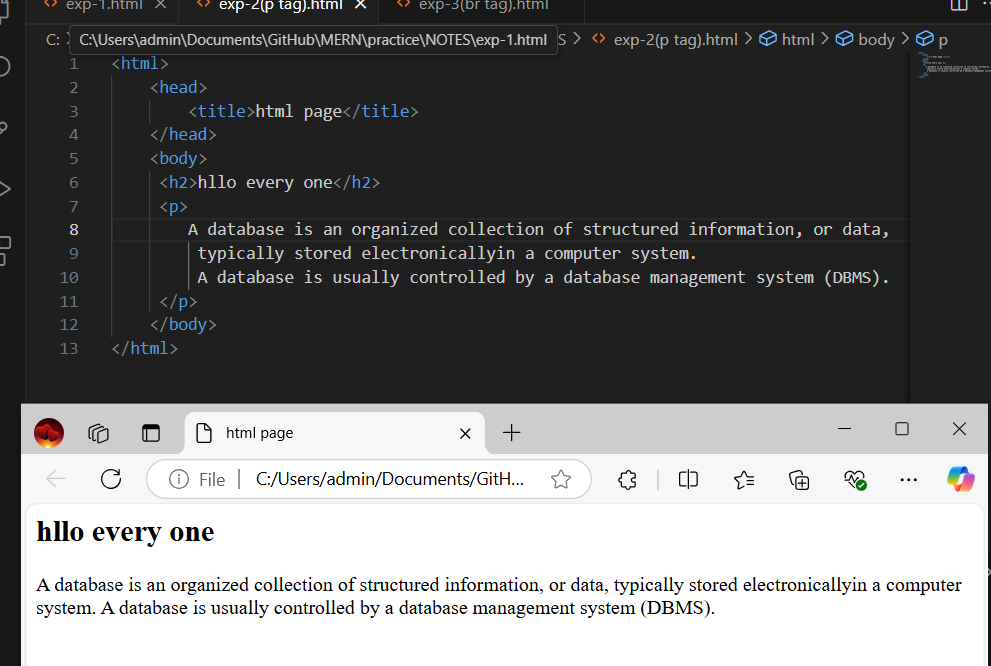 exp-1.html exp-2(p tag).html exp-3(br tag).html
C: C:\Users\admin\Documents\GitHub\MERN\practice\NOTES\exp-1.html S > exp-2(p tag).html > html > body > p
1 <html>
2 <head>
3 <title>html page</title>
4 </head>
5 <body>
6 <h2>hllo every one</h2>
7 <p>
8 A database is an organized collection of structured information, or data,
9 typically stored electronicallyin a computer system.
10 A database is usually controlled by a database management system (DBMS).
11 </p>
12 </body>
13 </html>
html page
File C:/Users/admin/Documents/GitH...
hllo every one
A database is an organized collection of structured information, or data, typically stored electronicallyin a computer
system. A database is usually controlled by a database management system (DBMS).